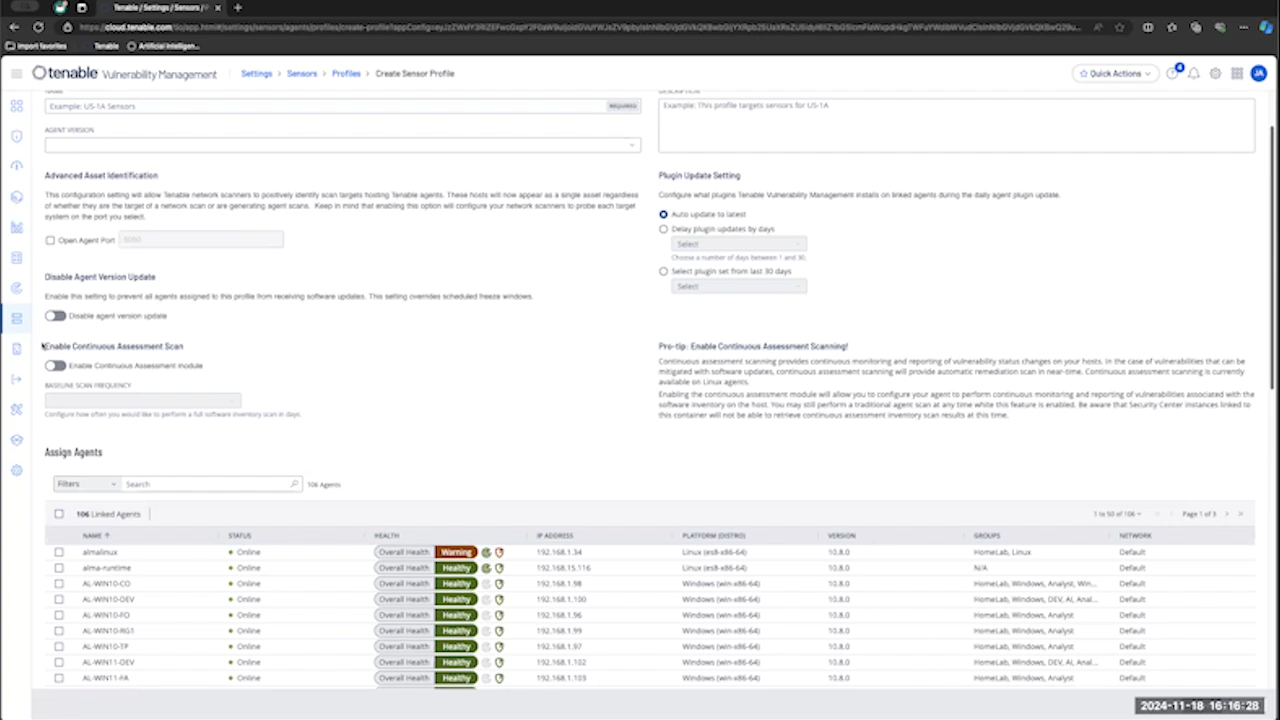 Tenable / Settings / Sensors /
Import favorites Tenable Artificial Intelligen...
tenable Vulnerability Management Settings > Sensors > Profiles > Create Sensor Profile Quick Actions 4 JA
NAME DESCRIPTION
Example: US-1A Sensors REQUIRED Example: This profile targets sensors for US-1A
AGENT VERSION
Advanced Asset Identification
This configuration setting will allow Tenable network scanners to positively identify scan targets hosting Tenable agents. These hosts will now appear as a single asset regardless
of whether they are the target of a network scan or are generating agent scans. Keep in mind that enabling this option will configure your network scanners to probe each target
system on the port you select.
Open Agent Port
Plugin Update Setting
Configure what plugins Tenable Vulnerability Management installs on linked agents during the daily agent plugin update.
Auto update to latest
Delay plugin updates by days
Select
Choose a number of days between 1 and 30.
Select plugin set from last 30 days
Select
Disable Agent Version Update
Enable this setting to prevent all agents assigned to this profile from receiving software updates. This setting overrides scheduled freeze windows.
Disable agent version update
Enable Continuous Assessment Scan
Enable Continuous Assessment module
BASELINE SCAN FREQUENCY
Configure how often you would like to perform a full software inventory scan in days.
Pro-tip: Enable Continuous Assessment Scanning!
Continuous assessment scanning provides continuous monitoring and reporting of vulnerability status changes on your hosts. In the case of vulnerabilities that can be
mitigated with software updates, continuous assessment scanning will provide automatic remediation scan in near-time. Continuous assessment scanning is currently
available on Linux agents.
Enabling the continuous assessment module will allow you to configure your agent to perform continuous monitoring and reporting of vulnerabilities associated with the
software inventory on the host. You may still perform a traditional agent scan at any time while this feature is enabled. Be aware that Security Center instances linked to
this container will not be able to retrieve continuous assessment inventory scan results at this time.
Assign Agents
Filters Search 106 Agents
106 Linked Agents 1 to 50 of 106 Page 1 of 3
NAME STATUS HEALTH IP ADDRESS PLATFORM (DISTRO) VERSION GROUPS NETWORK
almalinux Online Overall Health Warning 192.168.1.34 Linux (es8-x86-64) 10.8.0 HomeLab, Linux Default
alma-runtime Online Overall Health Healthy 192.168.15.116 Linux (es8-x86-64) 10.8.0 N/A Default
AL-WIN10-CO Online Overall Health Healthy 192.168.1.98 Windows (win-x86-64) 10.8.0 HomeLab, Windows, Analyst, Win... Default
AL-WIN10-DEV Online Overall Health Healthy 192.168.1.100 Windows (win-x86-64) 10.8.0 HomeLab, Windows, DEV, AI, Anal... Default
AL-WIN10-FO Online Overall Health Healthy 192.168.1.96 Windows (win-x86-64) 10.8.0 HomeLab, Windows, Analyst Default
AL-WIN10-RG1 Online Overall Health Healthy 192.168.1.99 Windows (win-x86-64) 10.8.0 HomeLab, Windows, Analyst Default
AL-WIN10-TP Online Overall Health Healthy 192.168.1.97 Windows (win-x86-64) 10.8.0 HomeLab, Windows, Analyst Default
AL-WIN11-DEV Online Overall Health Healthy 192.168.1.102 Windows (win-x86-64) 10.8.0 HomeLab, Windows, DEV, AI, Anal... Default
AL-WIN11-FA Online Overall Health Healthy 192.168.1.103 Windows (win-x86-64) 10.8.0 HomeLab, Windows, Analyst Default
2024-11-18 16:16:28